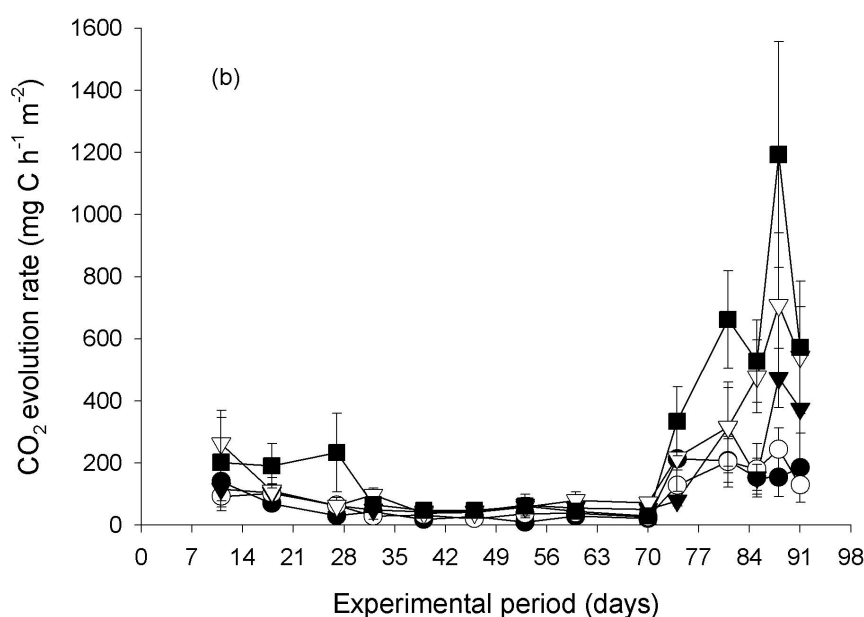 1600
1400
1200
1000
800
600
400
200
0
(b)
CO₂ evolution rate (mg C h⁻¹ m⁻²)
0 7 14 21 28 35 42 49 56 63 70 77 84 91 98
Experimental period (days)